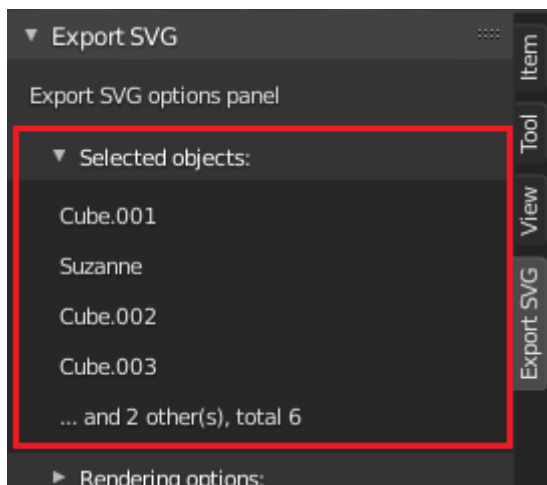 Export SVG
Export SVG options panel
Selected objects:
Cube.001
Suzanne
Cube.002
Cube.003
... and 2 other(s), total 6
Rendering options:
Item
Tool
View
Export SVG